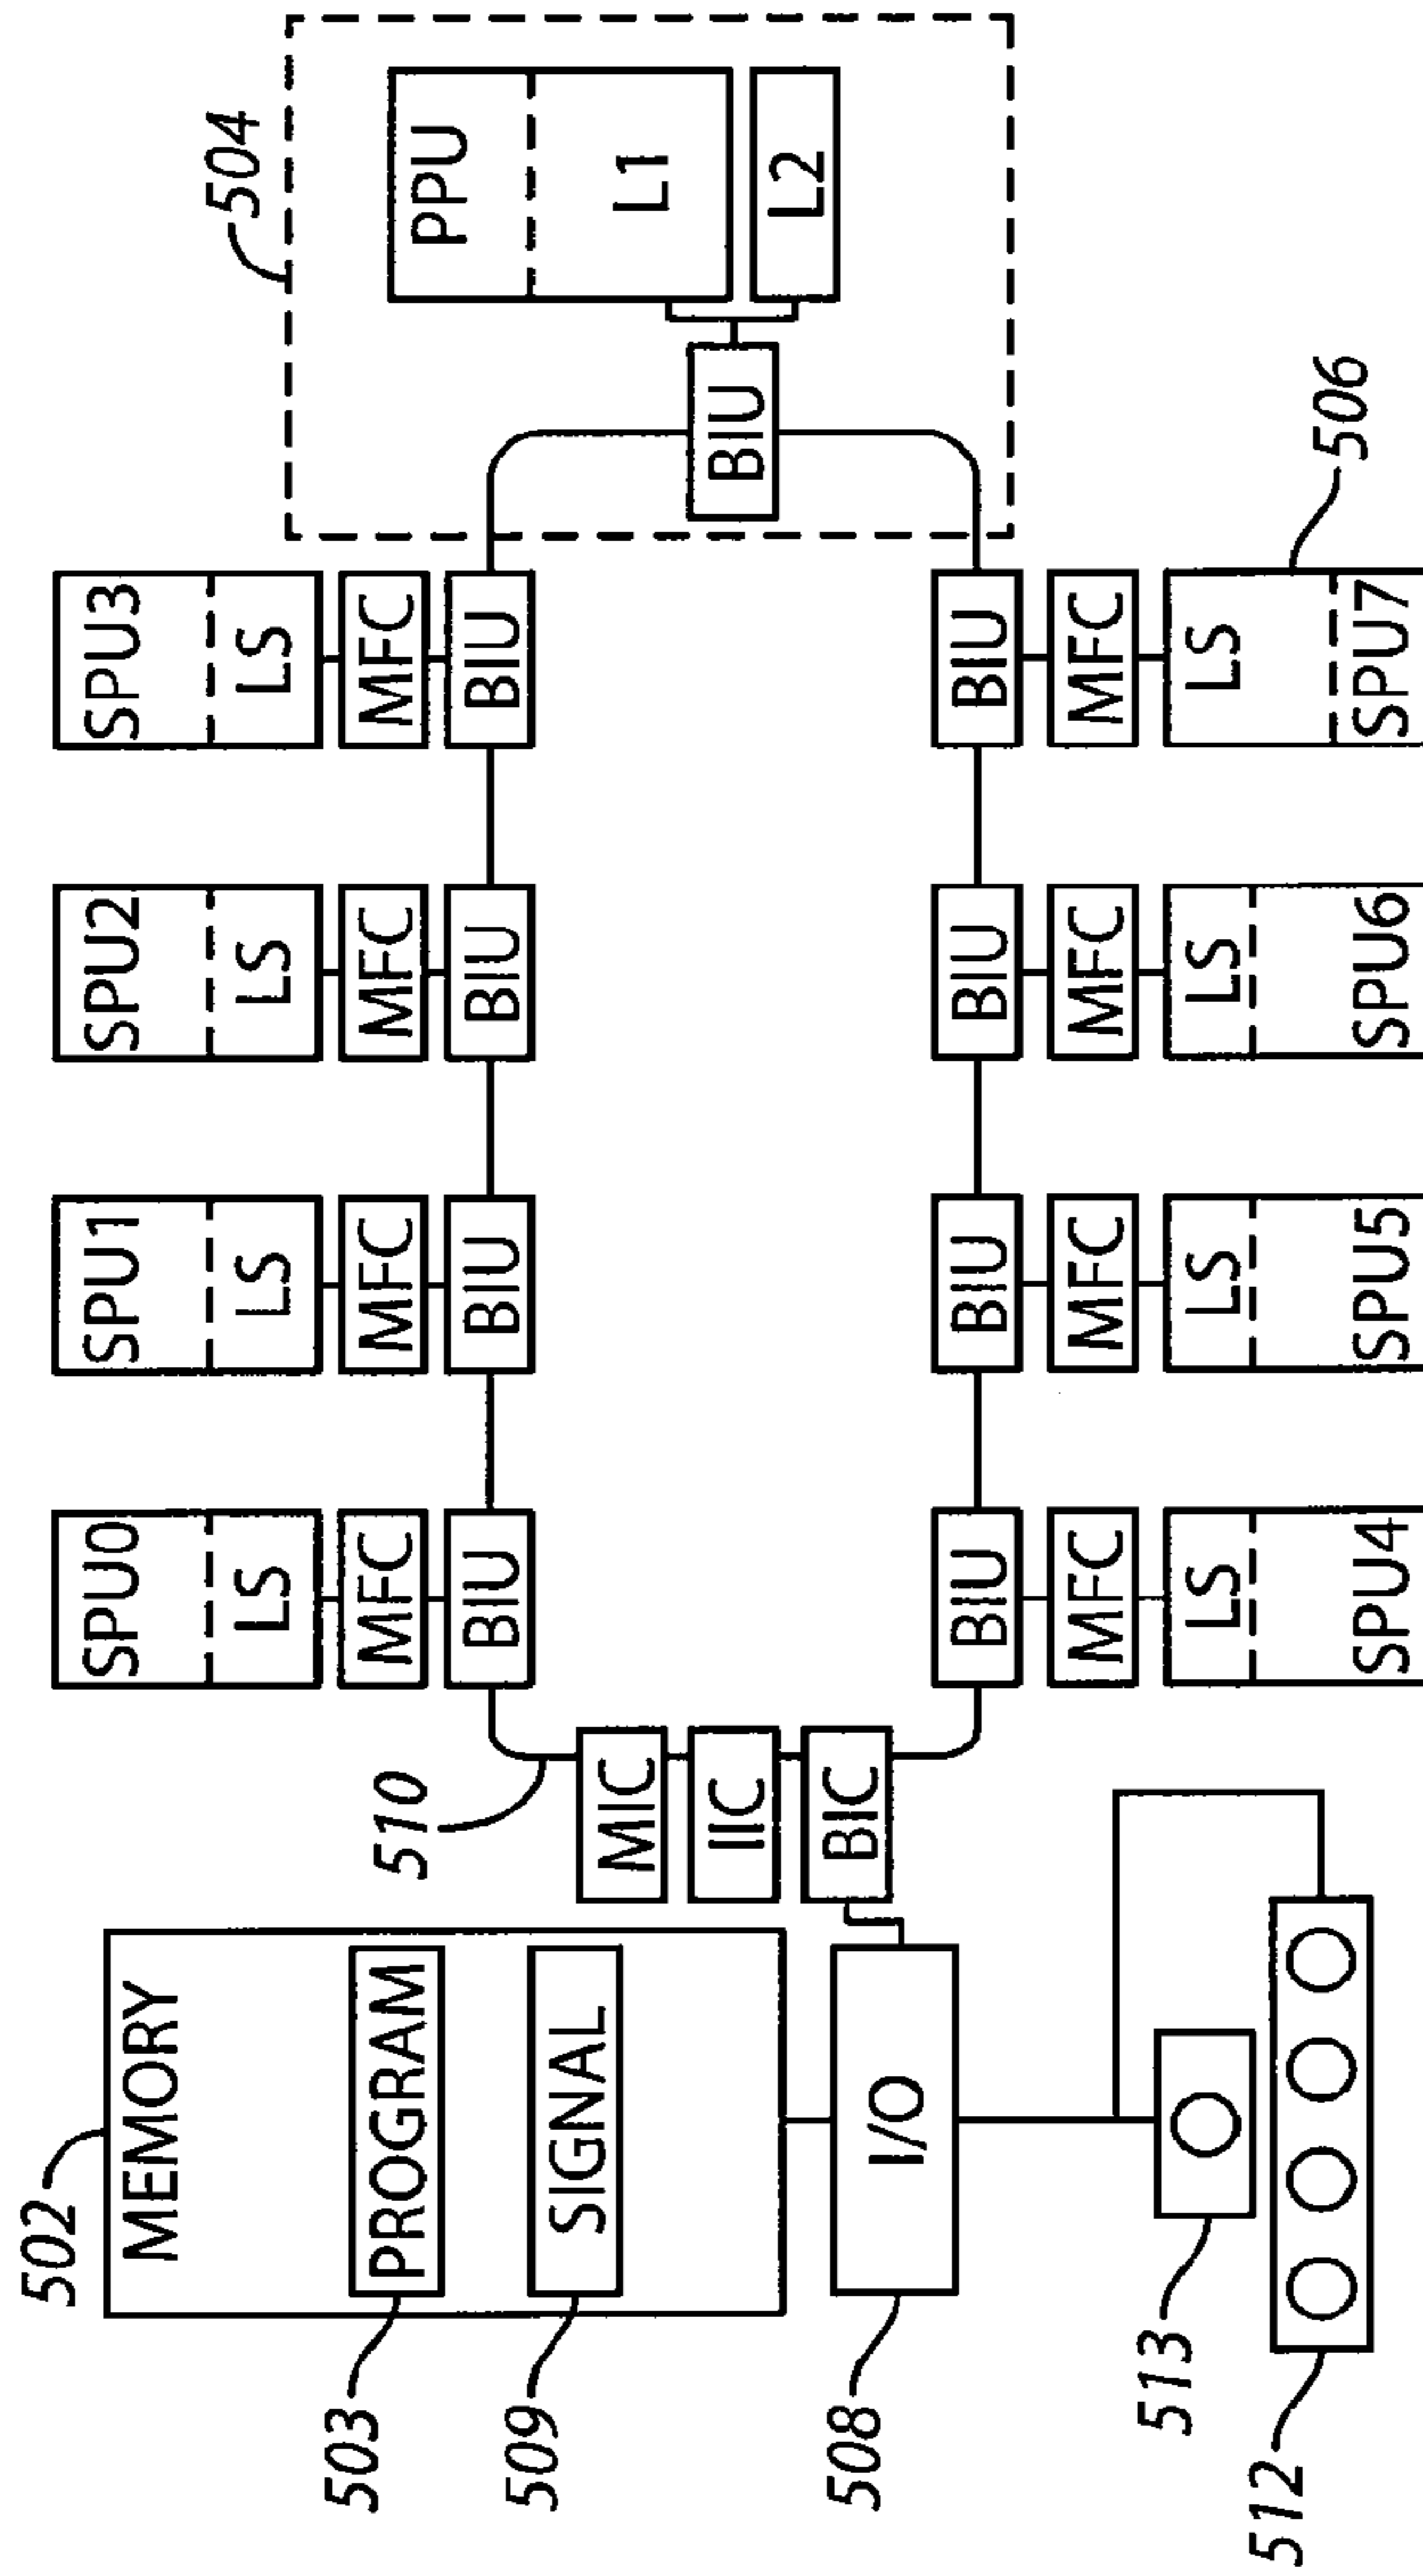 502
SPU0
SPU1
SPU2
SPU3
MEMORY
504
LS
LS
LS
LS
503
PROGRAM
510
MFC
MFC
MFC
MFC
PPU
BIU
BIU
BIU
BIU
509
SIGNAL
MIC
L1
IIC
BIU
L2
508
BIC
I/O
BIU
BIU
BIU
BIU
MFC
MFC
MFC
MFC
513
LS
LS
LS
LS
512
506
SPU4
SPU5
SPU6
SPU7